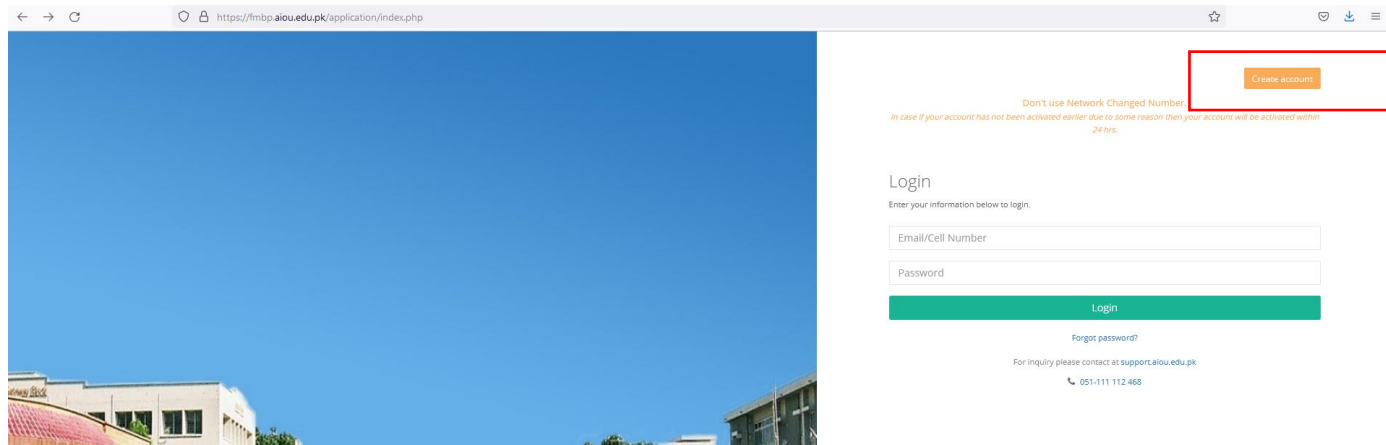 https://fmbp.aiou.edu.pk/application/index.php
Create account
Don't use Network Changed Number.
In case if your account has not been activated earlier due to some reason then your account will be activated within
24 hrs.
Login
Enter your information below to login.
Email/Cell Number
Password
Login
Forgot password?
For inquiry please contact at support.aiou.edu.pk
051-111 112 468